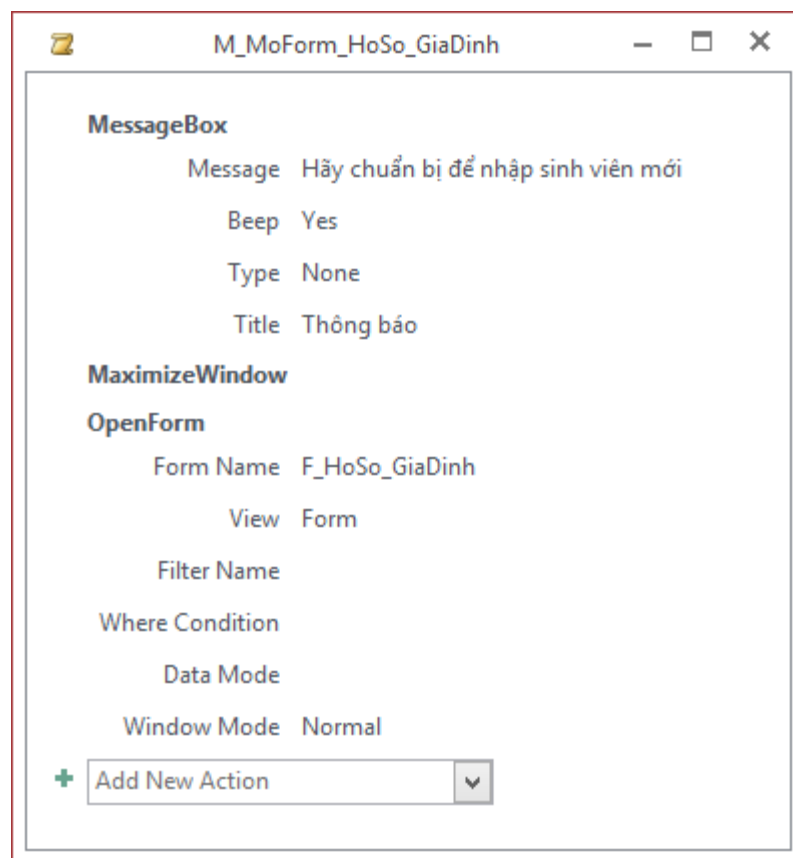 M_MoForm_HoSo_GiaDinh
MessageBox
Message Hãy chuẩn bị để nhập sinh viên mới
Beep Yes
Type None
Title Thông báo
MaximizeWindow
OpenForm
Form Name F_HoSo_GiaDinh
View Form
Filter Name
Where Condition
Data Mode
Window Mode Normal
Add New Action